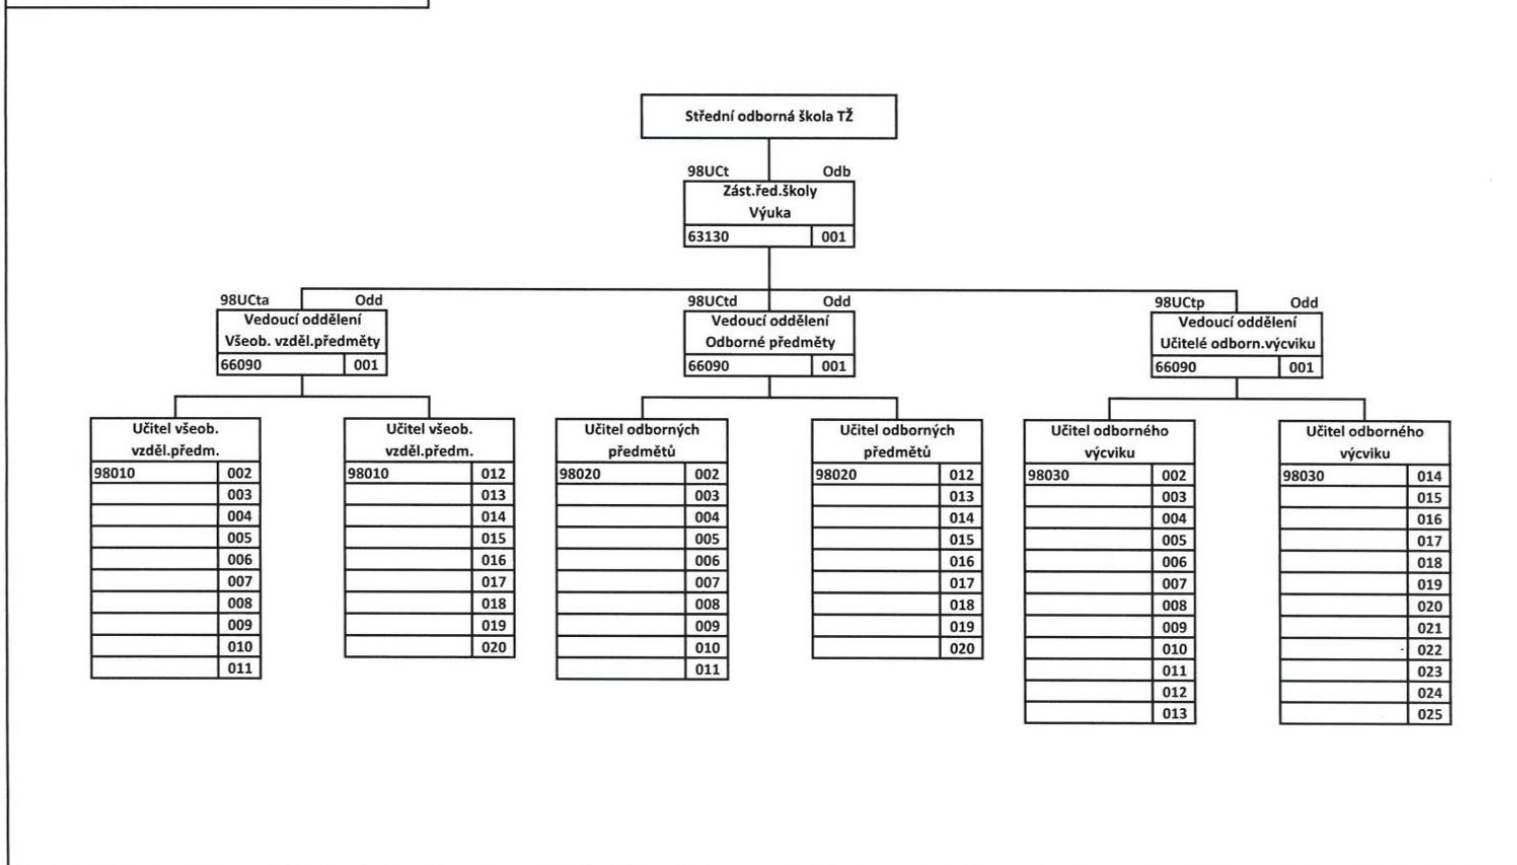 Střední odborná škola TŽ
98UCt Odb
Zást.řed.školy
Výuka
63130 001
98UCta Odd
Vedoucí oddělení
Všeob. vzděl.předměty
66090 001
98UCtd Odd
Vedoucí oddělení
Odborné předměty
66090 001
98UCtp Odd
Vedoucí oddělení
Učitelé odborn.výcviku
66090 001
Učitel všeob.
vzděl.předm.
98010 002
003
004
005
006
007
008
009
010
011
Učitel všeob.
vzděl.předm.
98010 012
013
014
015
016
017
018
019
020
Učitel odborných
předmětů
98020 002
003
004
005
006
007
008
009
010
011
Učitel odborných
předmětů
98020 012
013
014
015
016
017
018
019
020
Učitel odborného
výcviku
98030 002
003
004
005
006
007
008
009
010
011
012
013
Učitel odborného
výcviku
98030 014
015
016
017
018
019
020
021
022
023
024
025